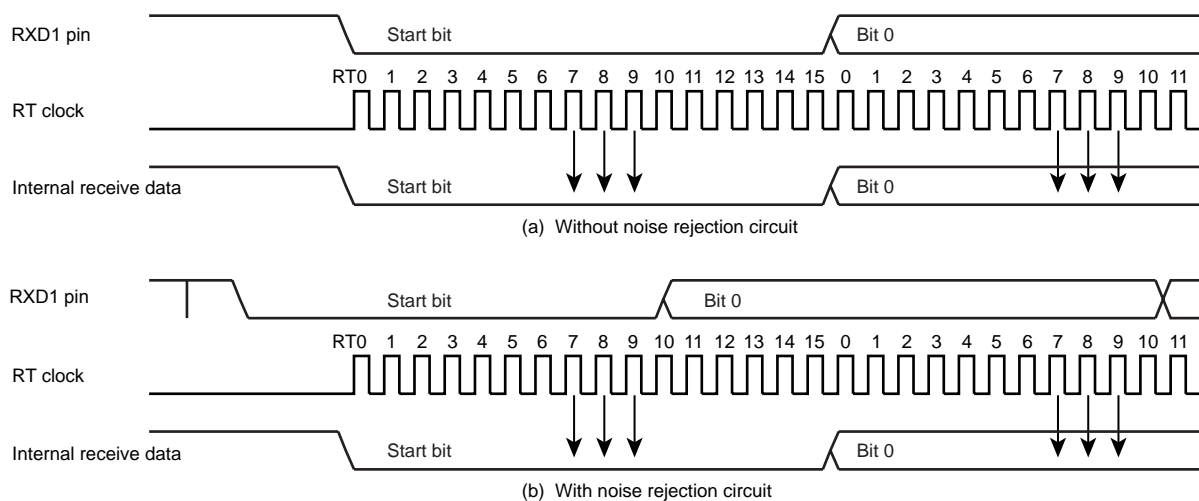 RXD1 pin Start bit Bit 0
RT0 1 2 3 4 5 6 7 8 9 10 11 12 13 14 15 0 1 2 3 4 5 6 7 8 9 10 11
RT clock
Internal receive data Start bit Bit 0
(a) Without noise rejection circuit
RXD1 pin Start bit Bit 0
RT0 1 2 3 4 5 6 7 8 9 10 11 12 13 14 15 0 1 2 3 4 5 6 7 8 9 10 11
RT clock
Internal receive data Start bit Bit 0
(b) With noise rejection circuit